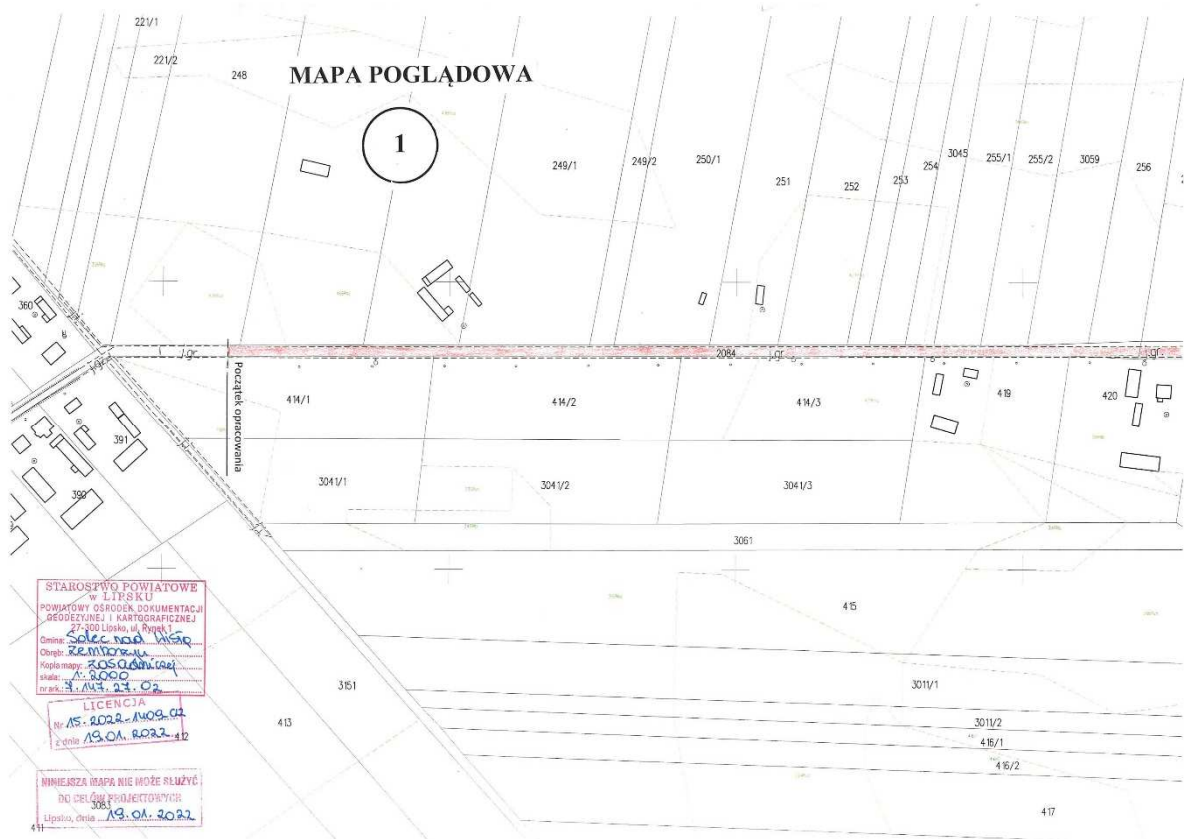 221/1
221/2
248
MAPA POGLĄDOWA
1
249/1
249/2
250/1
251
252
253
254
3045
255/1
255/2
3059
256
360
j.gr.
2084
j.gr.
j.gr.
j.gr.
Początek opracowania
414/1
414/2
414/3
419
420
391
390
3041/1
3041/2
3041/3
3061
STAROSTWO POWIATOWE
w LIPSKU
POWIATOWY OŚRODEK DOKUMENTACJI
GEODEZYJNEJ I KARTOGRAFICZNEJ
27-300 Lipsko, ul. Rynek 1
Gmina: Solec nad Wisłą
Obręb: Zemborzyn
Kopia mapy: zasadniczej
skala: 1:2000
nr ark.: 7.147.27.02
LICENCJA
Nr 15.2022-1409.CL2
z dnia 19.01.2022
412
NINIEJSZA MAPA NIE MOŻE SŁUŻYĆ
DO CELÓW PROJEKTOWYCH
Lipsko, dnia 19.01.2022
3083
411
413
3151
415
3011/1
3011/2
416/1
416/2
417